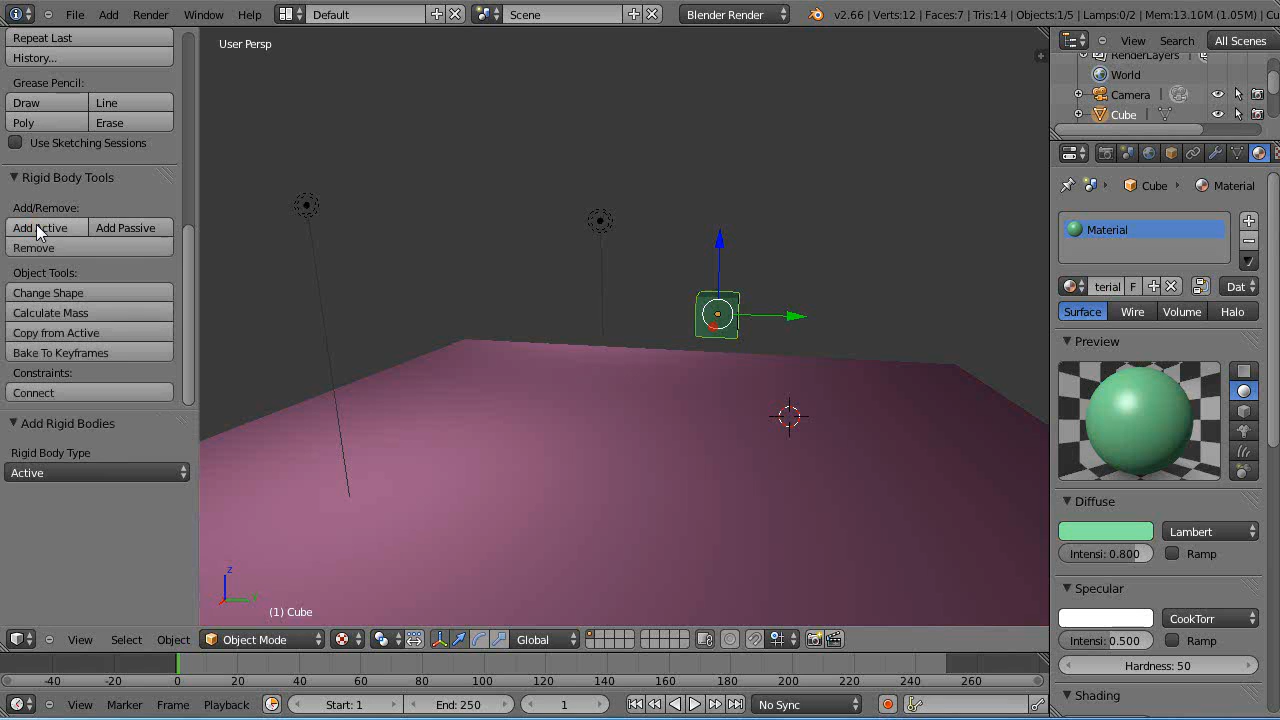 File Add Render Window Help Default Scene Blender Render v2.66 | Verts:12 | Faces:7 | Tris:14 | Objects:1/5 | Lamps:0/2 | Mem:13.10M (1.05M) | Cu
Repeat Last
History...
Grease Pencil:
Draw Line
Poly Erase
Use Sketching Sessions
Rigid Body Tools
Add/Remove:
Add Active Add Passive
Remove
Object Tools:
Change Shape
Calculate Mass
Copy from Active
Bake To Keyframes
Constraints:
Connect
Add Rigid Bodies
Rigid Body Type
Active
User Persp
z
(1) Cube
View Search All Scenes
RenderLayers
World
Camera
Cube
Cube Material
Material
terial F Dat
Surface Wire Volume Halo
Preview
Diffuse
Lambert
Intensi: 0.800 Ramp
Specular
CookTorr
Intensi: 0.500 Ramp
Hardness: 50
Shading
View Select Object Object Mode Global
-40 -20 0 20 40 60 80 100 120 140 160 180 200 220 240 260
View Marker Frame Playback Start: 1 End: 250 1 No Sync